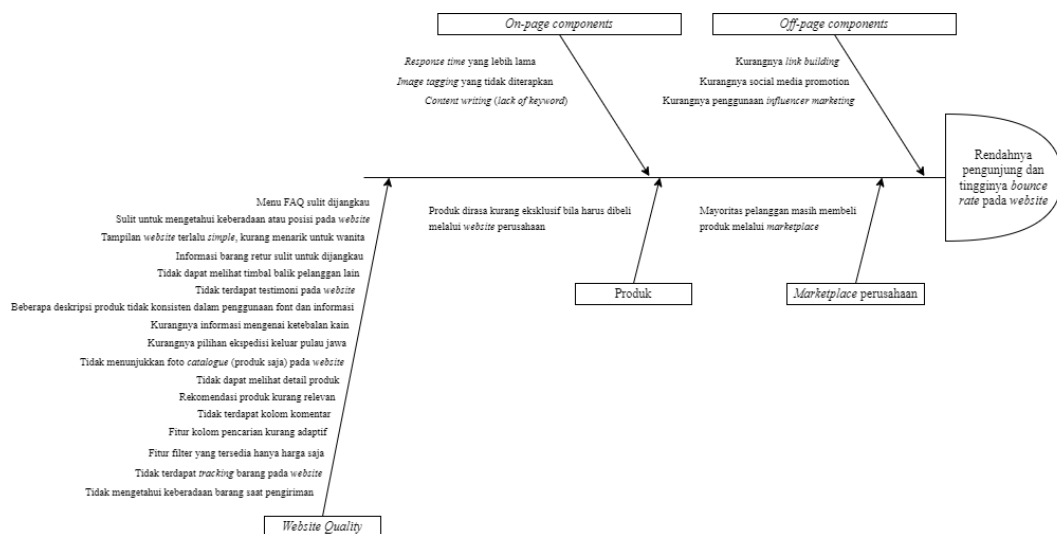 On-page components
Off-page components
Response time yang lebih lama
Image tagging yang tidak diterapkan
Content writing (lack of keyword)
Kurangnya link building
Kurangnya social media promotion
Kurangnya penggunaan influencer marketing
Rendahnya
pengunjung dan
tingginya bounce
rate pada website
Menu FAQ sulit dijangkau
Sulit untuk mengetahui keberadaan atau posisi pada website
Tampilan website terlalu simple, kurang menarik untuk wanita
Informasi barang retur sulit untuk dijangkau
Tidak dapat melihat timbal balik pelanggan lain
Tidak terdapat testimoni pada website
Beberapa deskripsi produk tidak konsisten dalam penggunaan font dan informasi
Kurangnya informasi mengenai ketebalan kain
Kurangnya pilihan ekspedisi keluar pulau jawa
Tidak menunjukkan foto catalogue (produk saja) pada website
Tidak dapat melihat detail produk
Rekomendasi produk kurang relevan
Tidak terdapat kolom komentar
Fitur kolom pencarian kurang adaptif
Fitur filter yang tersedia hanya harga saja
Tidak terdapat tracking barang pada website
Tidak mengetahui keberadaan barang saat pengiriman
Website Quality
Produk dirasa kurang eksklusif bila harus dibeli
melalui website perusahaan
Produk
Mayoritas pelanggan masih membeli
produk melalui marketplace
Marketplace perusahaan